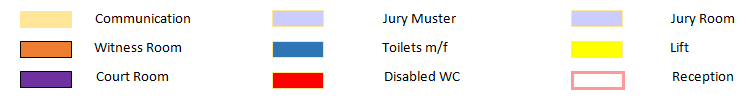 Communication Jury Muster Jury Room
Witness Room Toilets m/f Lift
Court Room Disabled WC Reception